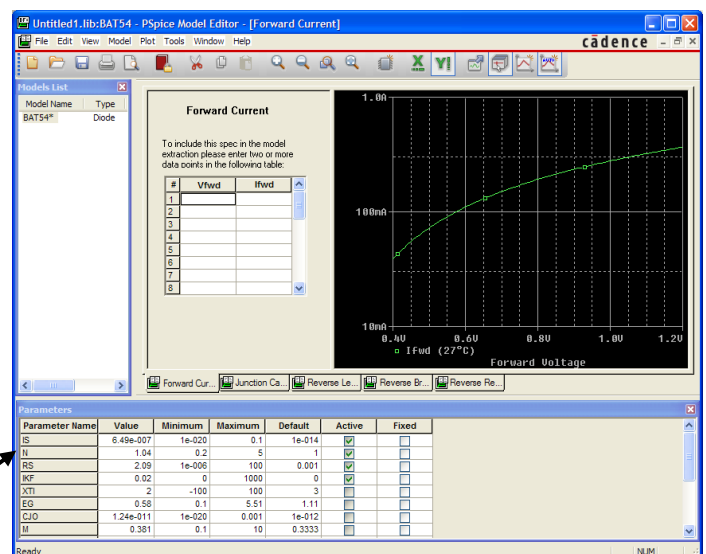 Untitled1.lib:BAT54 - PSpice Model Editor - [Forward Current]
File Edit View Model Plot Tools Window Help
cādence
Models List
Model Name Type
BAT54* Diode
Forward Current
To include this spec in the model
extraction please enter two or more
data points in the following table:
# Vfwd Ifwd
1
2
3
4
5
6
7
8
1.0A
100mA
10mA
0.4V 0.6V 0.8V 1.0V 1.2V
Ifwd (27°C)
Forward Voltage
Forward Cur... Junction Ca... Reverse Le... Reverse Br... Reverse Re...
Parameters
Parameter Name Value Minimum Maximum Default Active Fixed
IS 6.49e-007 1e-020 0.1 1e-014
N 1.04 0.2 5 1
RS 2.09 1e-006 100 0.001
IKF 0.02 0 1000 0
XTI 2 -100 100 3
EG 0.58 0.1 5.51 1.11
CJO 1.24e-011 1e-020 0.001 1e-012
M 0.381 0.1 10 0.3333
Ready NUM